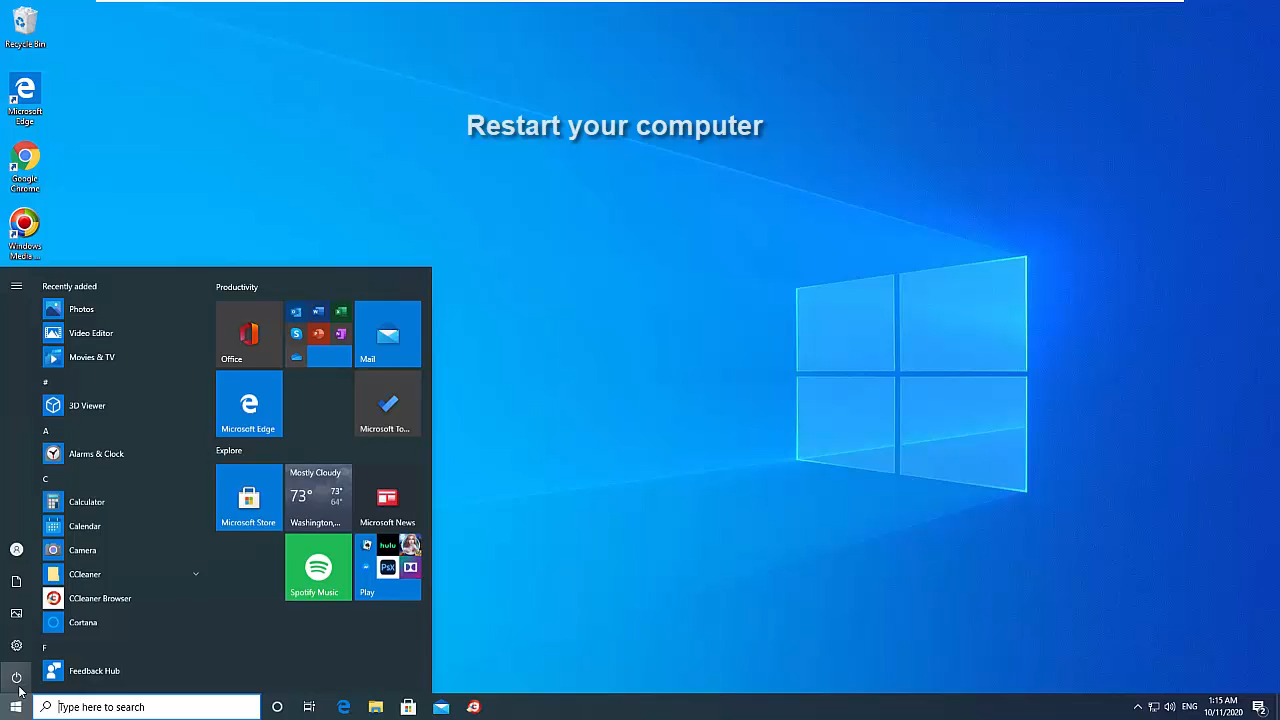 Recycle Bin
Microsoft
Edge
Google
Chrome
Windows
Media ...
Restart your computer
Recently added
Photos
Video Editor
Movies & TV
#
3D Viewer
A
Alarms & Clock
C
Calculator
Calendar
Camera
CCleaner
CCleaner Browser
Cortana
F
Feedback Hub
Productivity
Office
Mail
Microsoft Edge
Microsoft To...
Explore
Microsoft Store
Mostly Cloudy
73° 73°
64°
Washington,...
Microsoft News
Spotify Music
hulu
Play
Type here to search
ENG
1:15 AM
10/11/2020
2